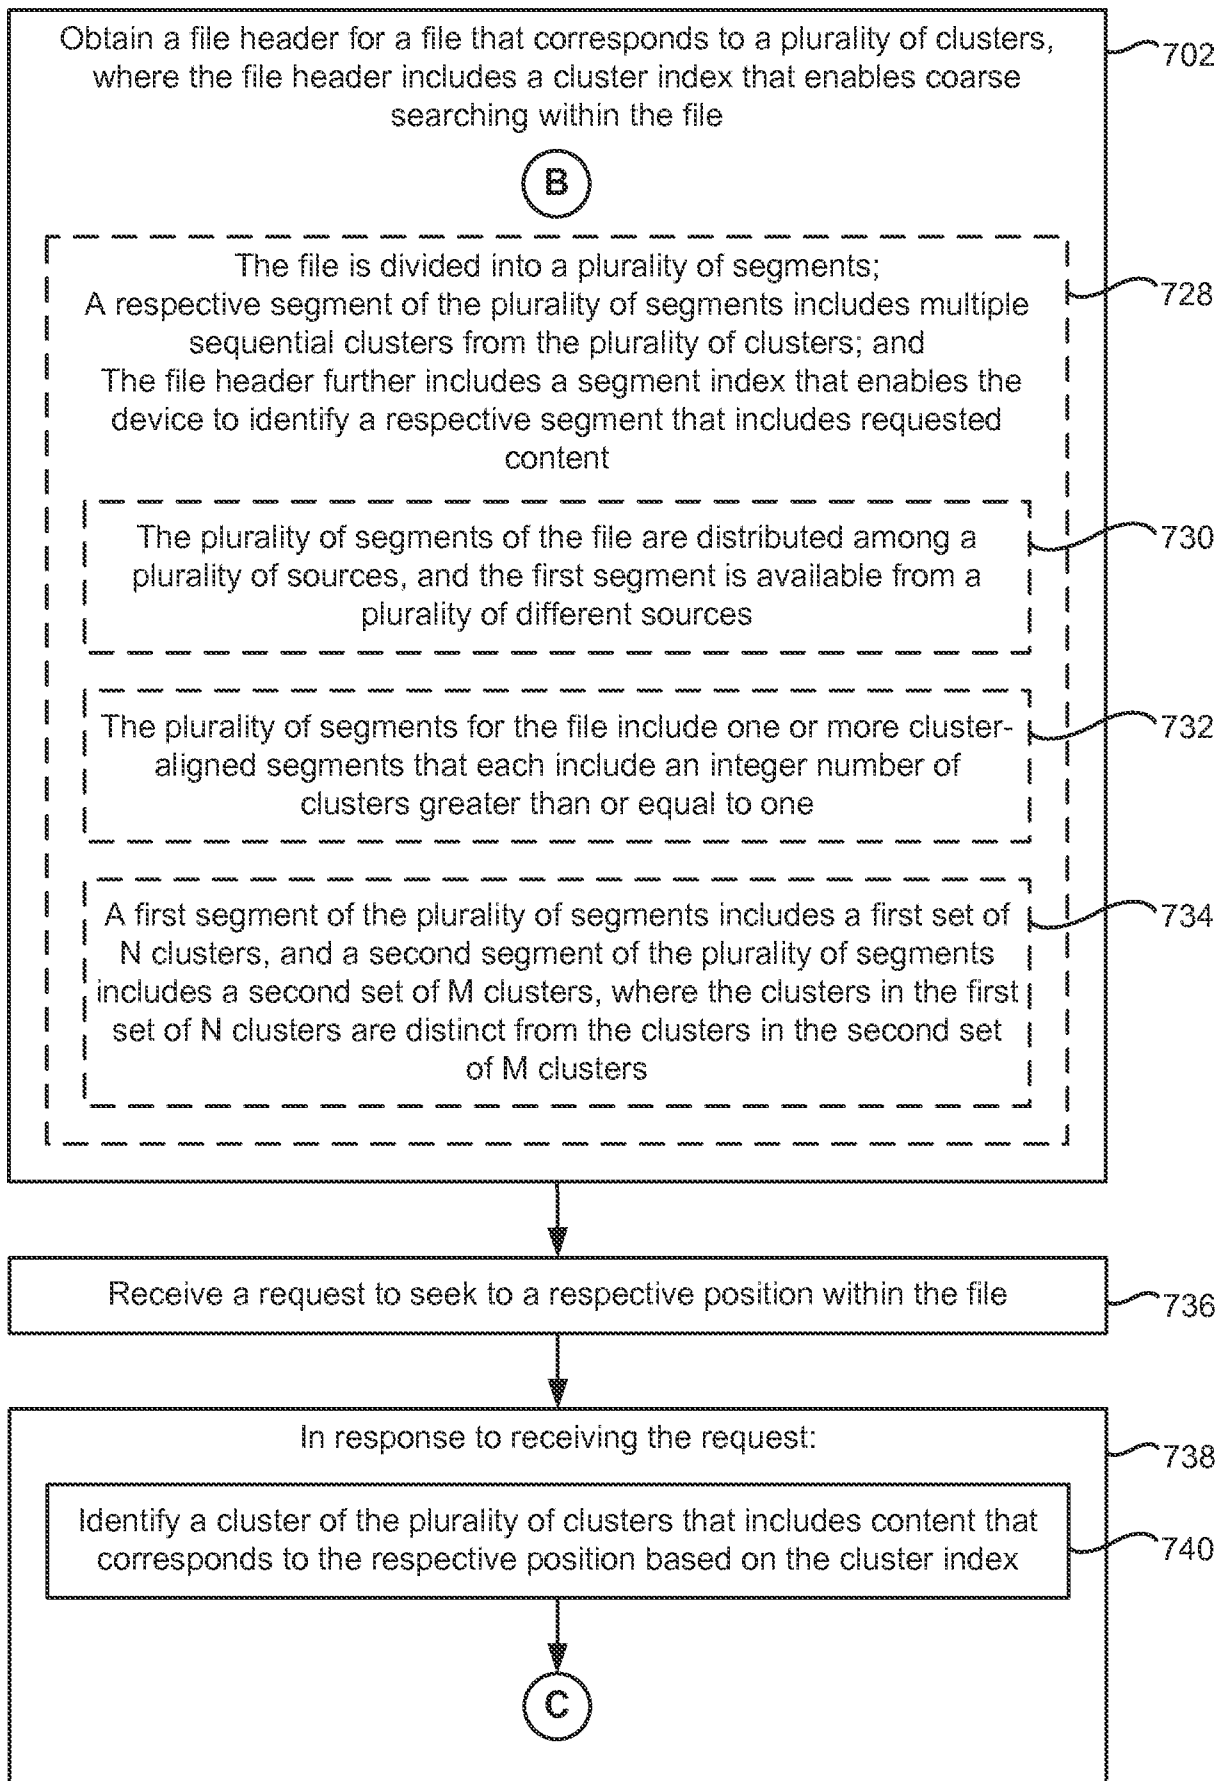 Obtain a file header for a file that corresponds to a plurality of clusters,
where the file header includes a cluster index that enables coarse
searching within the file
702
B
The file is divided into a plurality of segments;
A respective segment of the plurality of segments includes multiple
sequential clusters from the plurality of clusters; and
The file header further includes a segment index that enables the
device to identify a respective segment that includes requested
content
728
The plurality of segments of the file are distributed among a
plurality of sources, and the first segment is available from a
plurality of different sources
730
The plurality of segments for the file include one or more cluster-
aligned segments that each include an integer number of
clusters greater than or equal to one
732
A first segment of the plurality of segments includes a first set of
N clusters, and a second segment of the plurality of segments
includes a second set of M clusters, where the clusters in the first
set of N clusters are distinct from the clusters in the second set
of M clusters
734
Receive a request to seek to a respective position within the file
736
In response to receiving the request:
738
Identify a cluster of the plurality of clusters that includes content that
corresponds to the respective position based on the cluster index
740
C